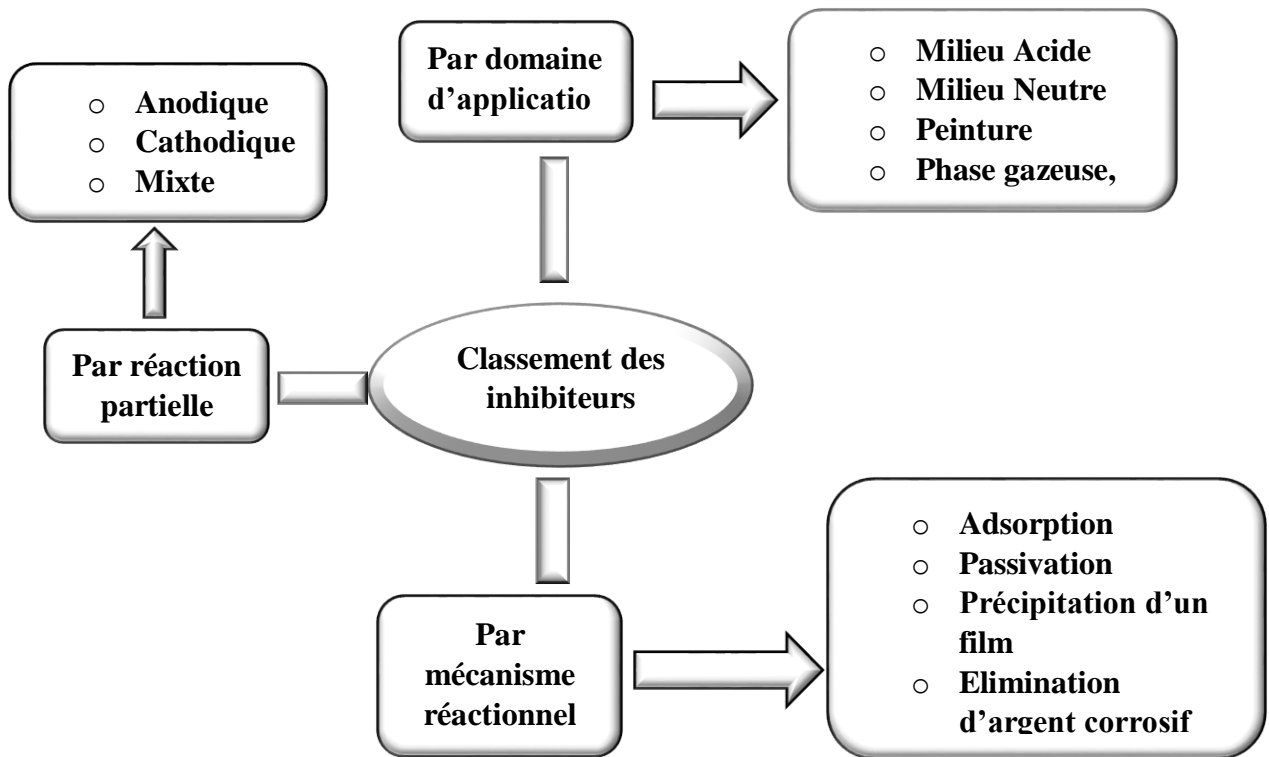 Par domaine
d’applicatio
o Milieu Acide
o Milieu Neutre
o Peinture
o Phase gazeuse,
o Anodique
o Cathodique
o Mixte
Par réaction
partielle
Classement des
inhibiteurs
Par
mécanisme
réactionnel
o Adsorption
o Passivation
o Précipitation d’un
film
o Elimination
d’argent corrosif